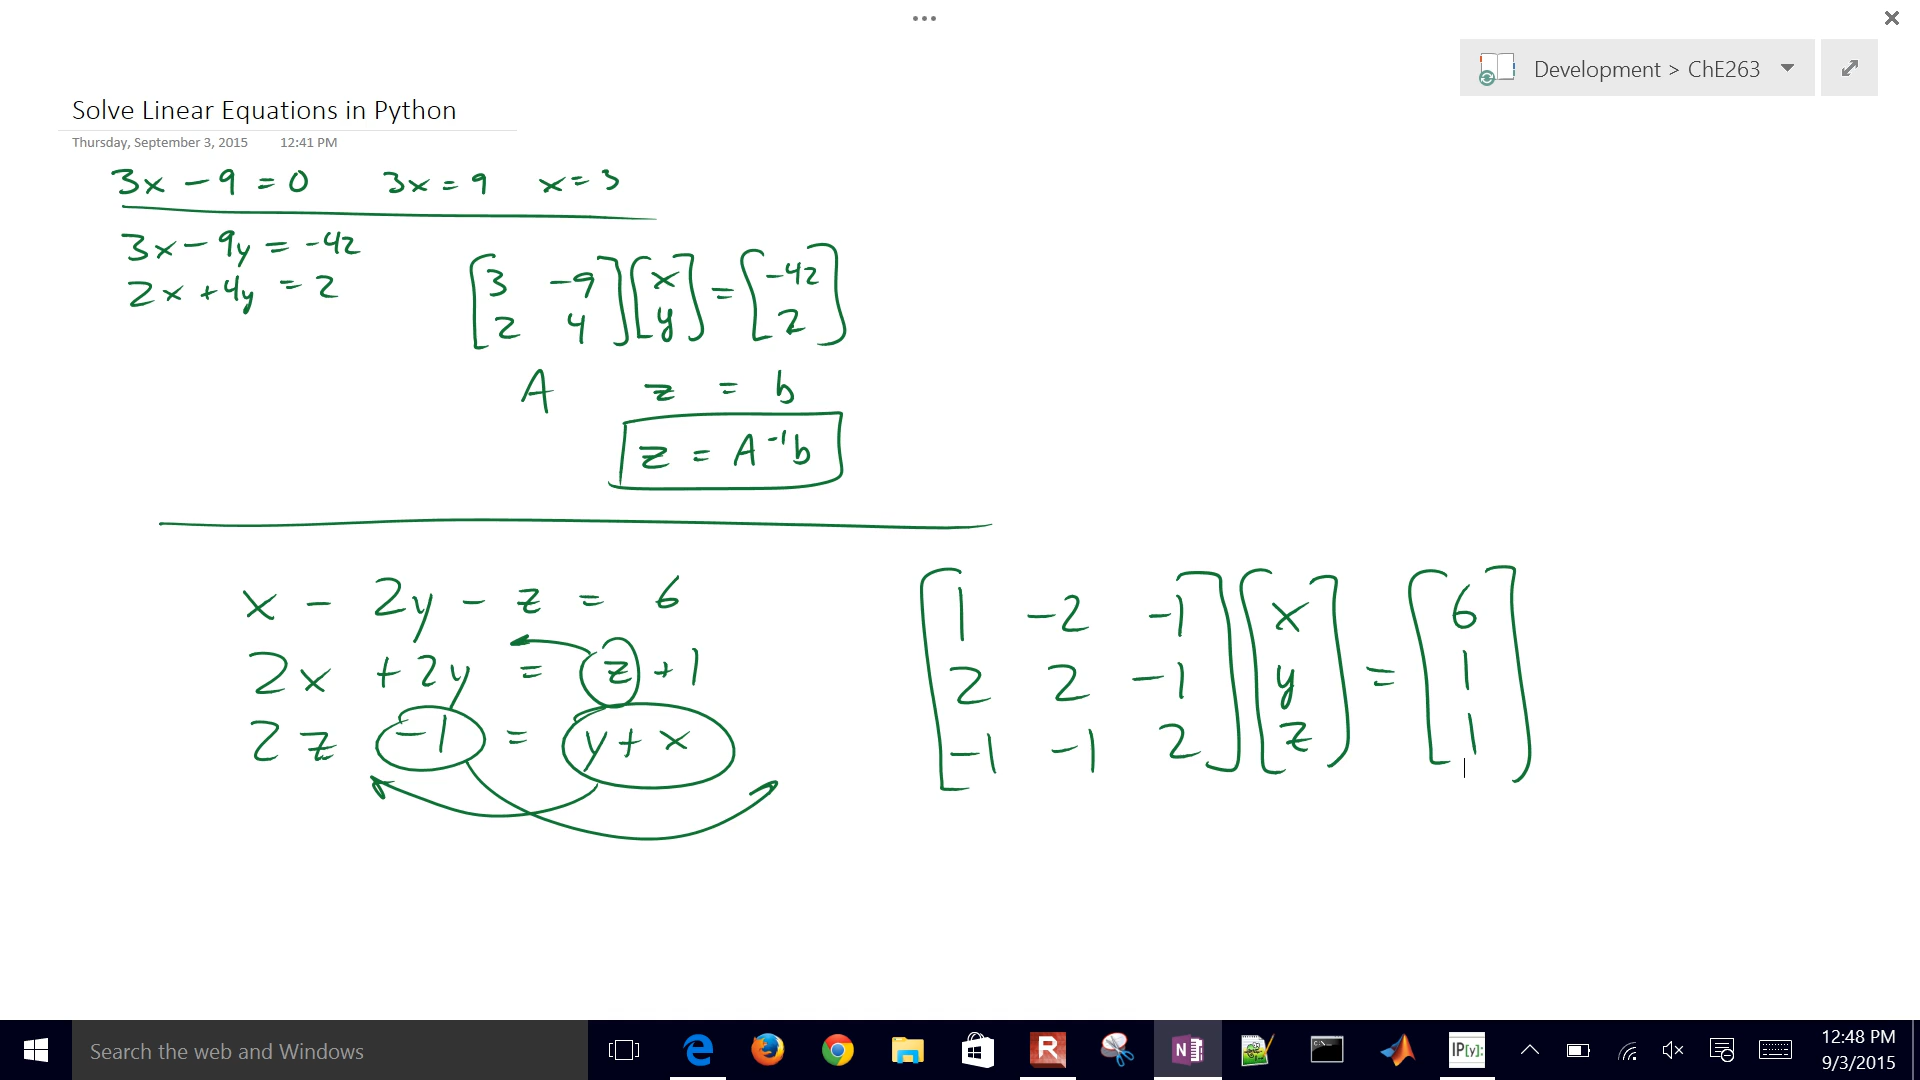 Development > ChE263
Solve Linear Equations in Python
Thursday, September 3, 2015 12:41 PM
3x - 9 = 0 3x = 9 x = 3
3x - 9y = -42
2x + 4y = 2
[3 -9] [x] = [-42]
[2 4] [y] [2]
A z = b
z = A⁻¹b
x - 2y - z = 6
2x + 2y = z + 1
2z -1 = y + x
[1 -2 -1] [x] [6]
[2 2 -1] [y] = [1]
[-1 -1 2] [z] [1]
Search the web and Windows
R
N
C:\_
IP[y]:
12:48 PM
9/3/2015